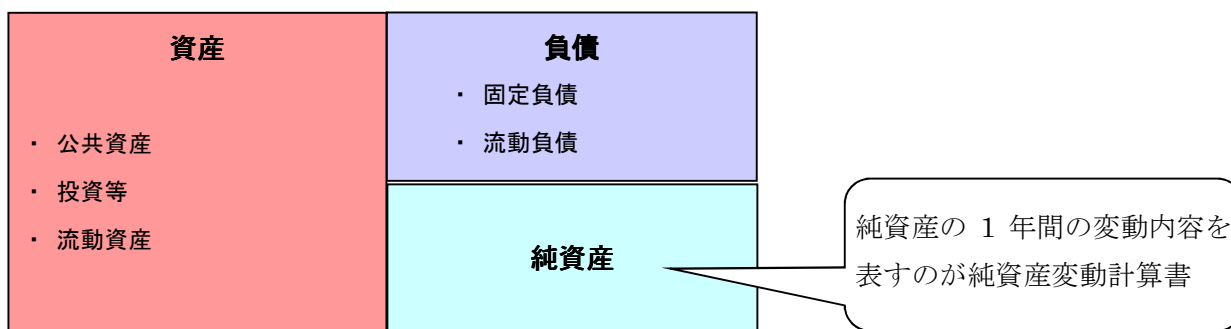 資産
・ 公共資産
・ 投資等
・ 流動資産
負債
・ 固定負債
・ 流動負債
純資産
純資産の 1 年間の変動内容を
表すのが純資産変動計算書